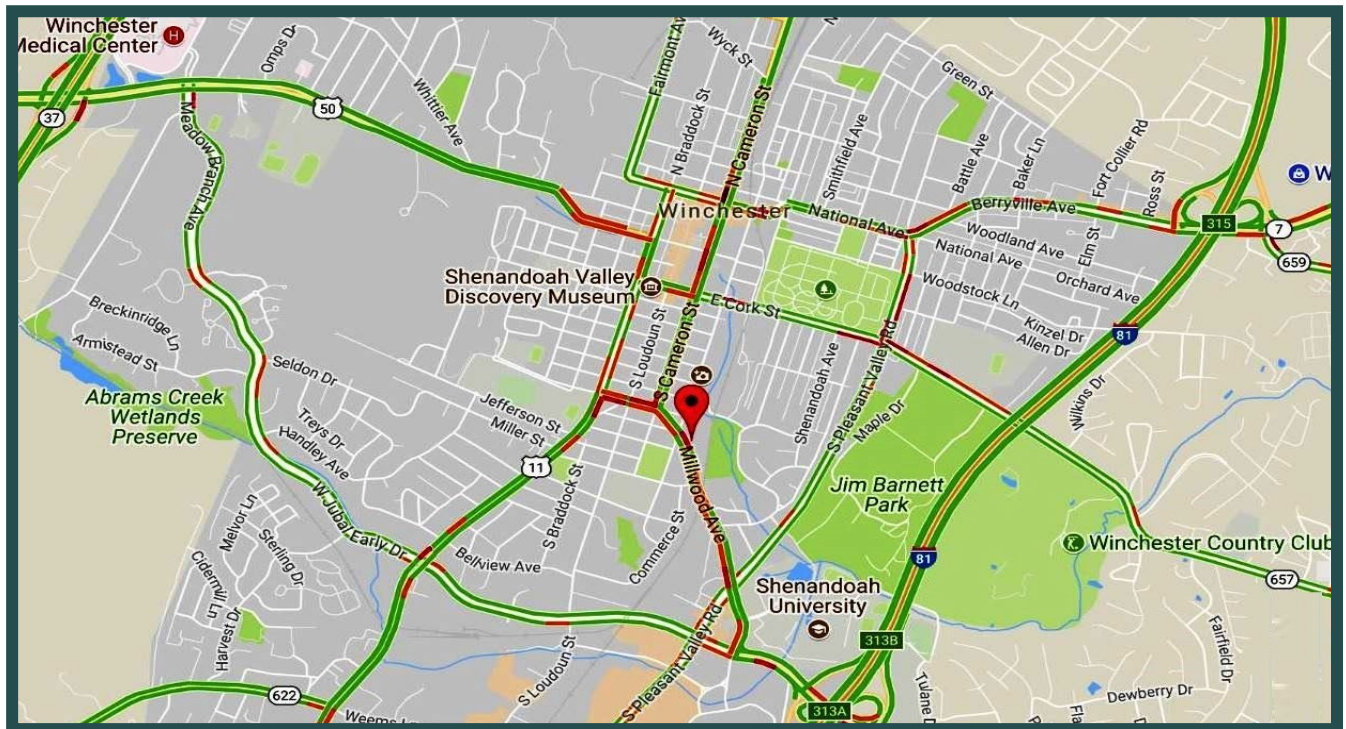 Winchester
Medical Center
H
37
50
Omps Dr
Whittier Ave
Meadow Branch Ave
Fairmont Av
Wyck St
N Braddock St
N Cameron St
Green St
Smithfield Ave
Battle Ave
Baker Ln
Fort Collier Rd
Ross St
Berryville Ave
315
W
7
659
Winchester
National Ave
Woodland Ave
National Ave
Elm St
Orchard Ave
Woodstock Ln
Kinzel Dr
Allen Dr
81
Shenandoah Valley
Discovery Museum
E Cork St
S Loudoun St
S Cameron St
Breckinridge Ln
Armistead St
Seldon Dr
Abrams Creek
Wetlands
Preserve
Treys Dr
Handley Ave
Jefferson St
Miller St
11
Shenandoah Ave
S Pleasant Valley Rd
Maple Dr
Wilkins Dr
Jim Barnett
Park
Millwood Ave
S Braddock St
Commerce St
W Jubal Early Dr
Bellview Ave
Melvor Ln
Sterling Dr
Cidermill Ln
Harvest Dr
81
Winchester Country Club
657
Shenandoah
University
313B
S Loudoun St
S Pleasant Valley Rd
622
Weems
313A
Tulane D
Dewberry Dr
Fairfield Dr